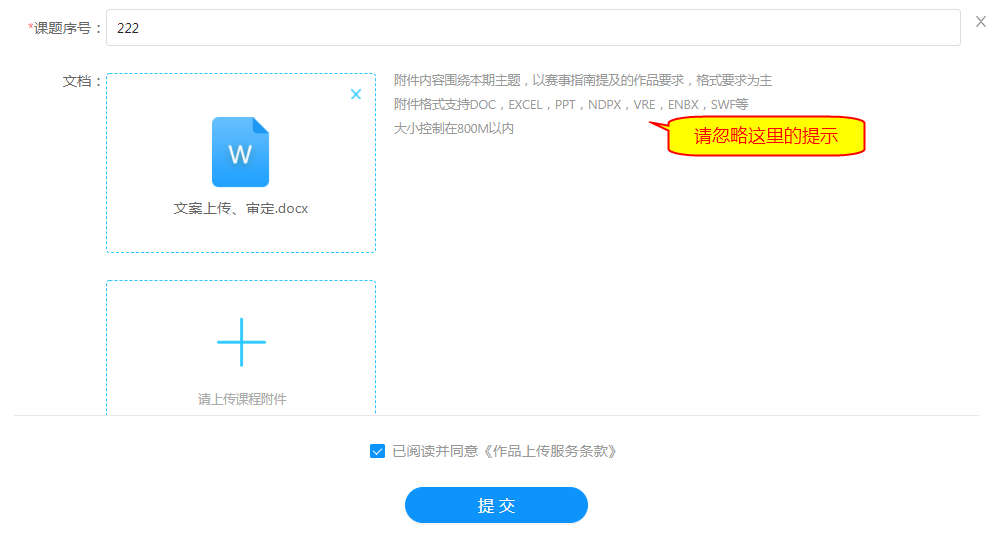 *课题序号：
222
X
文档：
附件内容围绕本期主题，以赛事指南提及的作品要求，格式要求为主
附件格式支持DOC，EXCEL，PPT，NDPX，VRE，ENBX，SWF等
大小控制在800M以内
请忽略这里的提示
W
文案上传、审定.docx
请上传课程附件
已阅读并同意《作品上传服务条款》
提 交